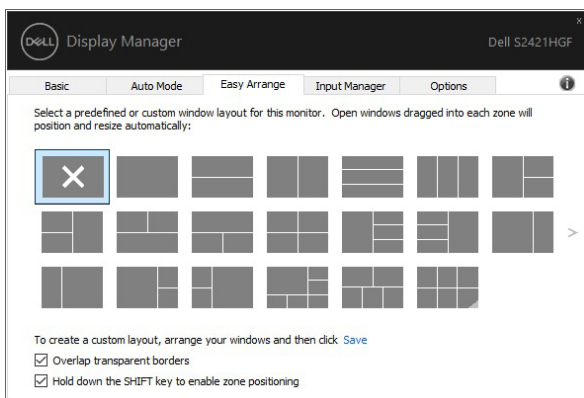 x
DELL Display Manager Dell S2421HGF
Basic Auto Mode Easy Arrange Input Manager Options i
Select a predefined or custom window layout for this monitor. Open windows dragged into each zone will
position and resize automatically:
>
To create a custom layout, arrange your windows and then click Save
Overlap transparent borders
Hold down the SHIFT key to enable zone positioning